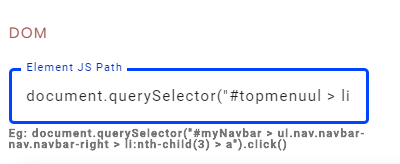 DOM
Element JS Path
document.querySelector("#topmenuul > li
Eg: document.querySelector("#myNavbar > ul.nav.navbar-
nav.navbar-right > li:nth-child(3) > a").click()